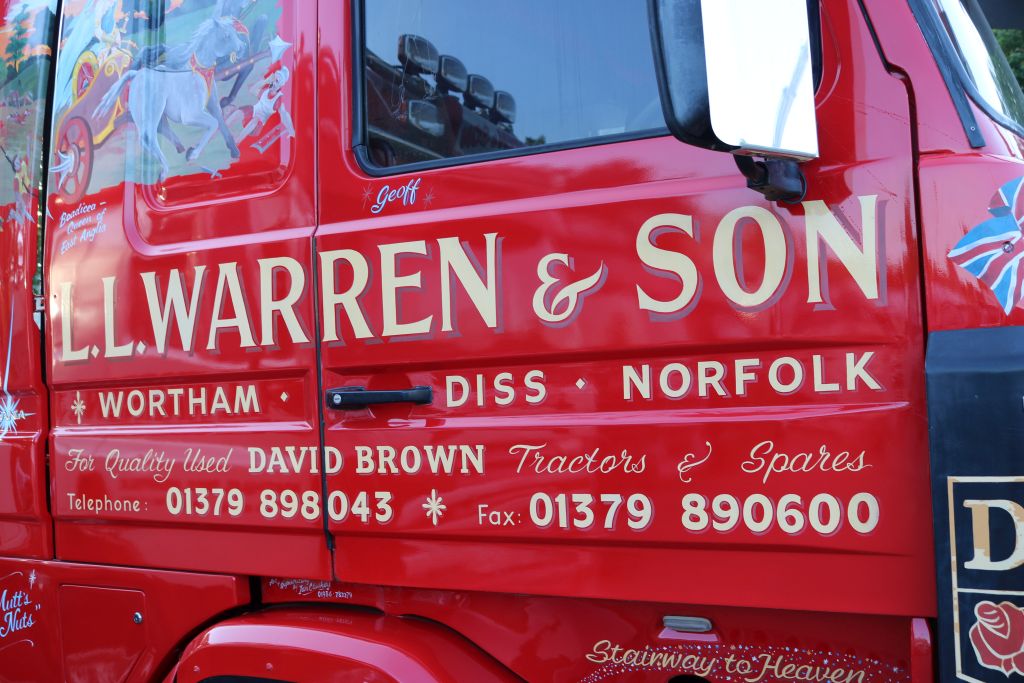 Geoff
Boadicea -
Queen of
East Anglia
L.L.WARREN & SON
WORTHAM · DISS · NORFOLK
For Quality Used DAVID BROWN Tractors & Spares
Telephone: 01379 898043 Fax: 01379 890600
Mutt's
Nuts"
Stairway to Heaven
D